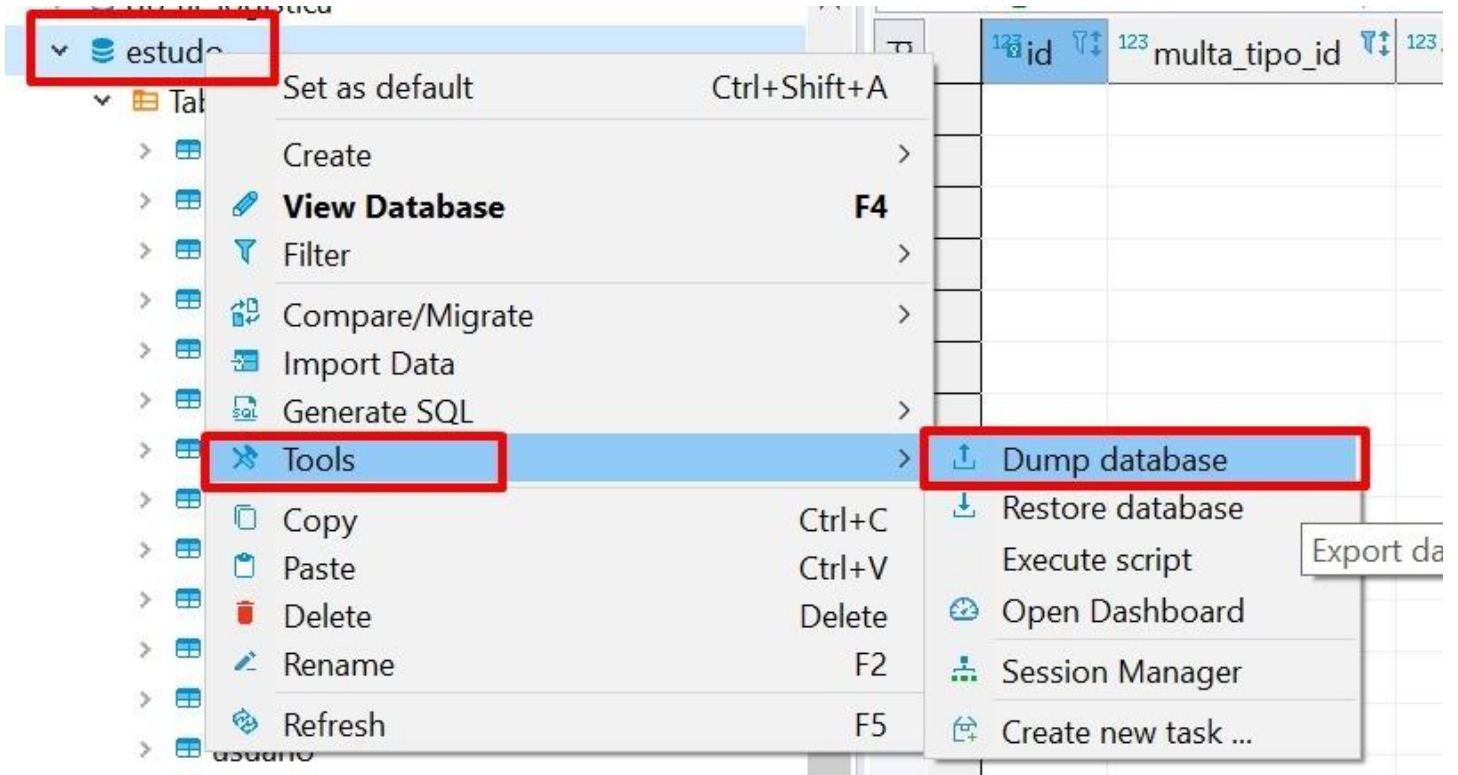 estudo
123 id
123 multa_tipo_id
123
Set as default Ctrl+Shift+A
Create
View Database F4
Filter
Compare/Migrate
Import Data
Generate SQL
Tools
Dump database
Copy Ctrl+C
Restore database
Paste Ctrl+V
Execute script
Export da
Delete Delete
Open Dashboard
Rename F2
Session Manager
Refresh F5
Create new task ...
usuario